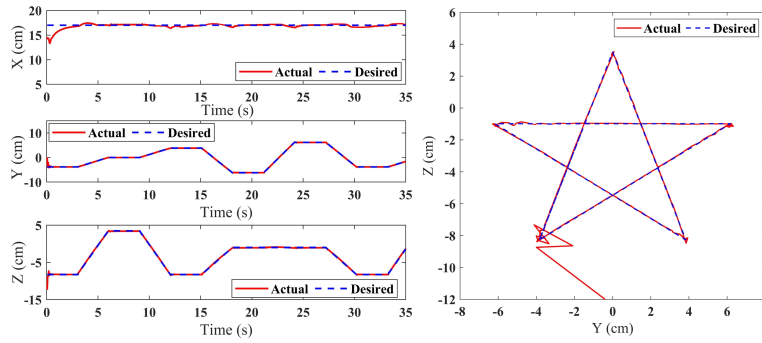 X (cm)
20
15
10
5
Actual
Desired
0 5 10 15 20 25 30 35
Time (s)
Y (cm)
10
0
-10
Actual
Desired
0 5 10 15 20 25 30 35
Time (s)
Z (cm)
5
-5
-15
Actual
Desired
0 5 10 15 20 25 30 35
Time (s)
Z (cm)
6
4
2
0
-2
-4
-6
-8
-10
-12
Actual
Desired
-8 -6 -4 -2 0 2 4 6 8
Y (cm)